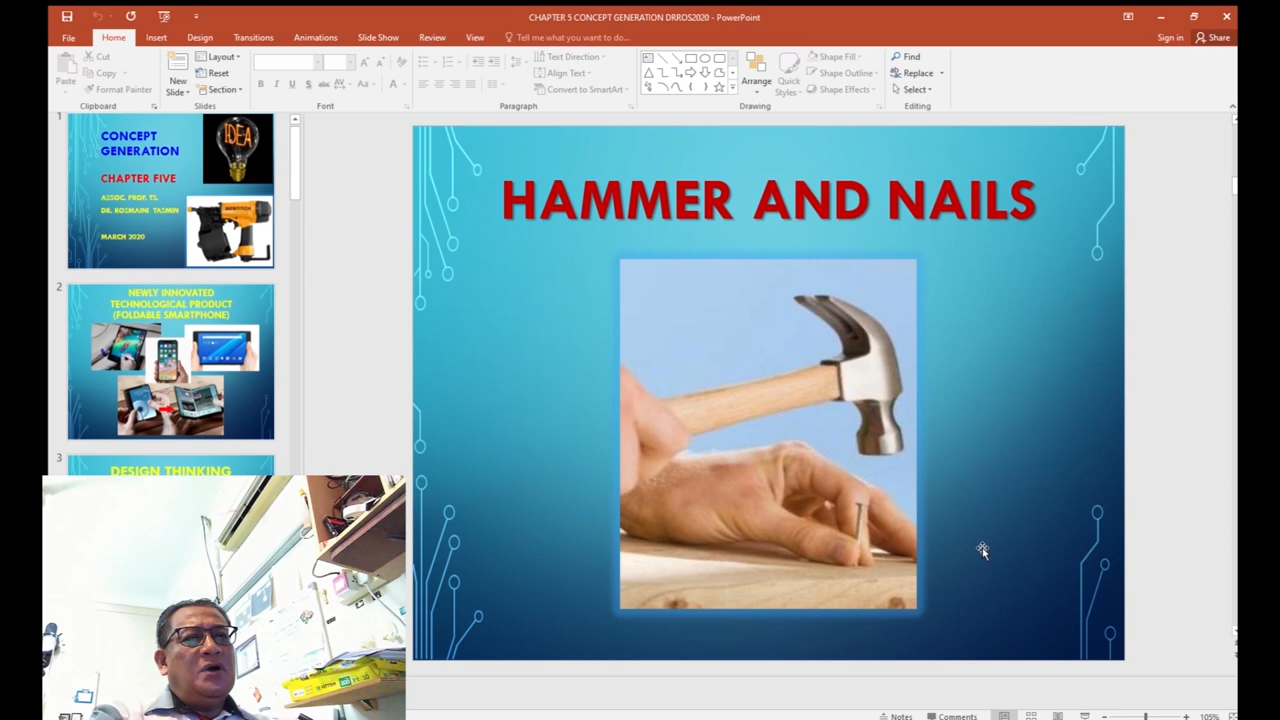 CHAPTER 5 CONCEPT GENERATION DRROS2020 - PowerPoint
File Home Insert Design Transitions Animations Slide Show Review View Tell me what you want to do...
Sign in Share
Paste
Cut
Copy
Format Painter
Clipboard
New Slide
Layout
Reset
Section
Slides
B I U S abc AV Aa A
Font
Paragraph
Text Direction
Align Text
Convert to SmartArt
Arrange
Quick Styles
Shape Fill
Shape Outline
Shape Effects
Drawing
Find
Replace
Select
Editing
1
CONCEPT
GENERATION
CHAPTER FIVE
ASSOC. PROF. TS.
DR. ROSMAINI TASMIN
MARCH 2020
IDEA
BOSTITCH
2
NEWLY INNOVATED
TECHNOLOGICAL PRODUCT
(FOLDABLE SMARTPHONE)
3
DESIGN THINKING
HAMMER AND NAILS
Notes Comments 105%